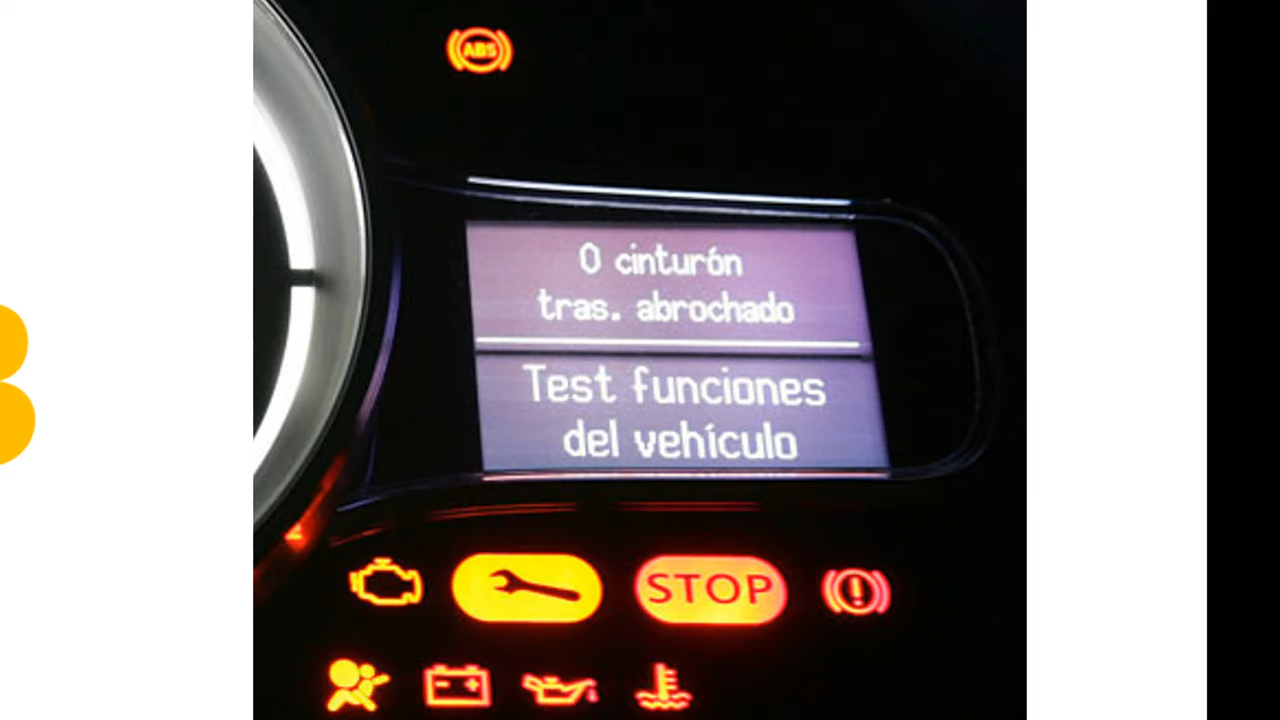 ABS
0 cinturón
tras. abrochado
Test funciones
del vehículo
STOP